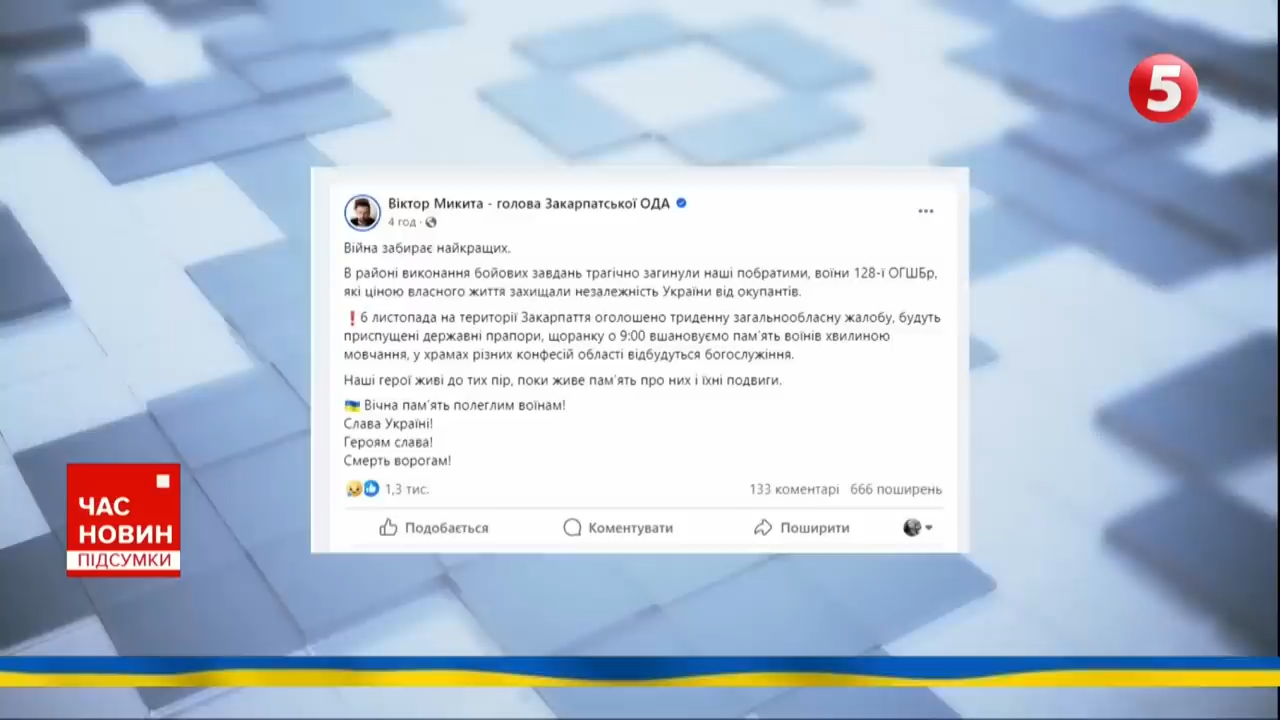 5
Віктор Микита - голова Закарпатської ОДА
4 год ·
Війна забирає найкращих.
В районі виконання бойових завдань трагічно загинули наші побратими, воїни 128-ї ОГШБр,
які ціною власного життя захищали незалежність України від окупантів.
❗6 листопада на території Закарпаття оголошено триденну загальнообласну жалобу, будуть
приспущені державні прапори, щоранку о 9:00 вшановуємо пам'ять воїнів хвилиною
мовчання, у храмах різних конфесій області відбудуться богослужіння.
Наші герої живі до тих пір, поки живе пам'ять про них і їхні подвиги.
Вічна пам'ять полеглим воїнам!
Слава Україні!
Героям слава!
Смерть ворогам!
1,3 тис.
133 коментарі 666 поширень
Подобається Коментувати Поширити
ЧАС
НОВИН
ПІДСУМКИ